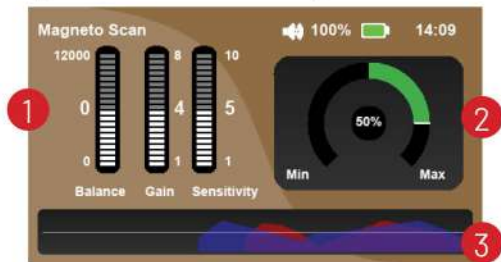 Magneto Scan 100% 14:09
12000 8 10
1 0 4 5 50% 2
0 1 1 Min Max
Balance Gain Sensitivity
3